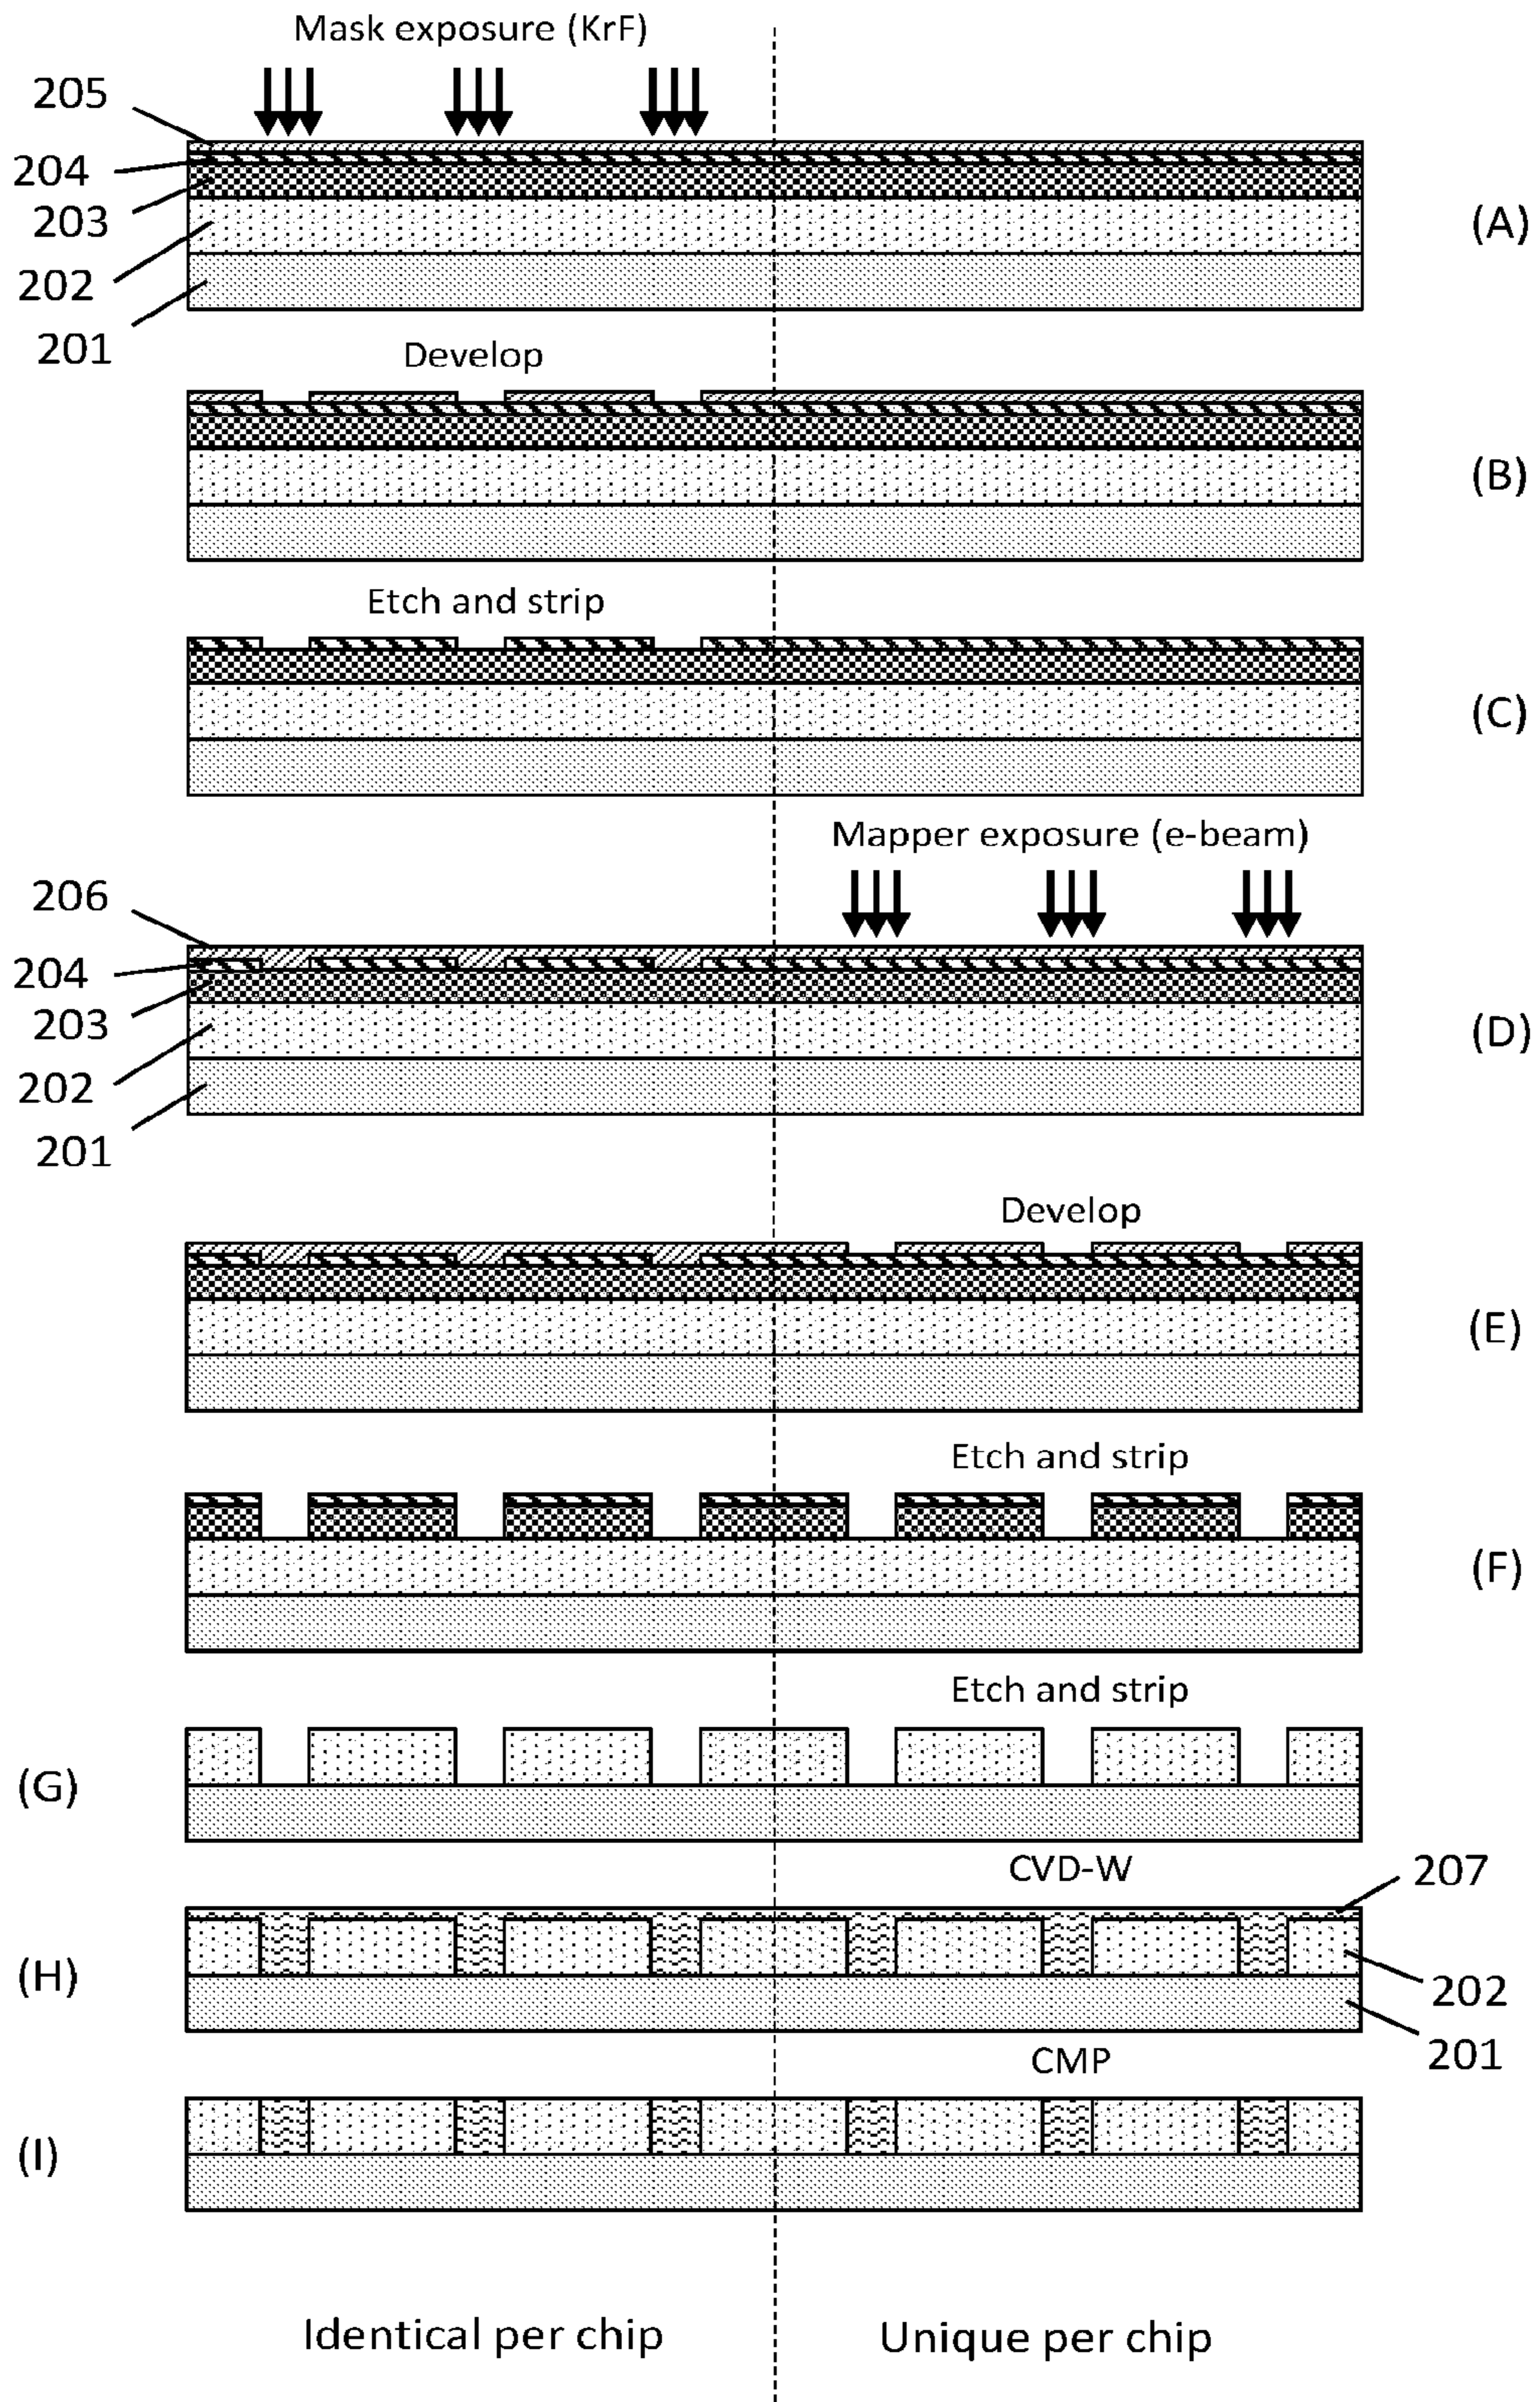 Mask exposure (KrF)
205
204
203
202
201
(A)
Develop
(B)
Etch and strip
(C)
Mapper exposure (e-beam)
206
204
203
202
201
(D)
Develop
(E)
Etch and strip
(F)
Etch and strip
(G)
CVD-W
207
(H)
202
201
CMP
(I)
Identical per chip
Unique per chip